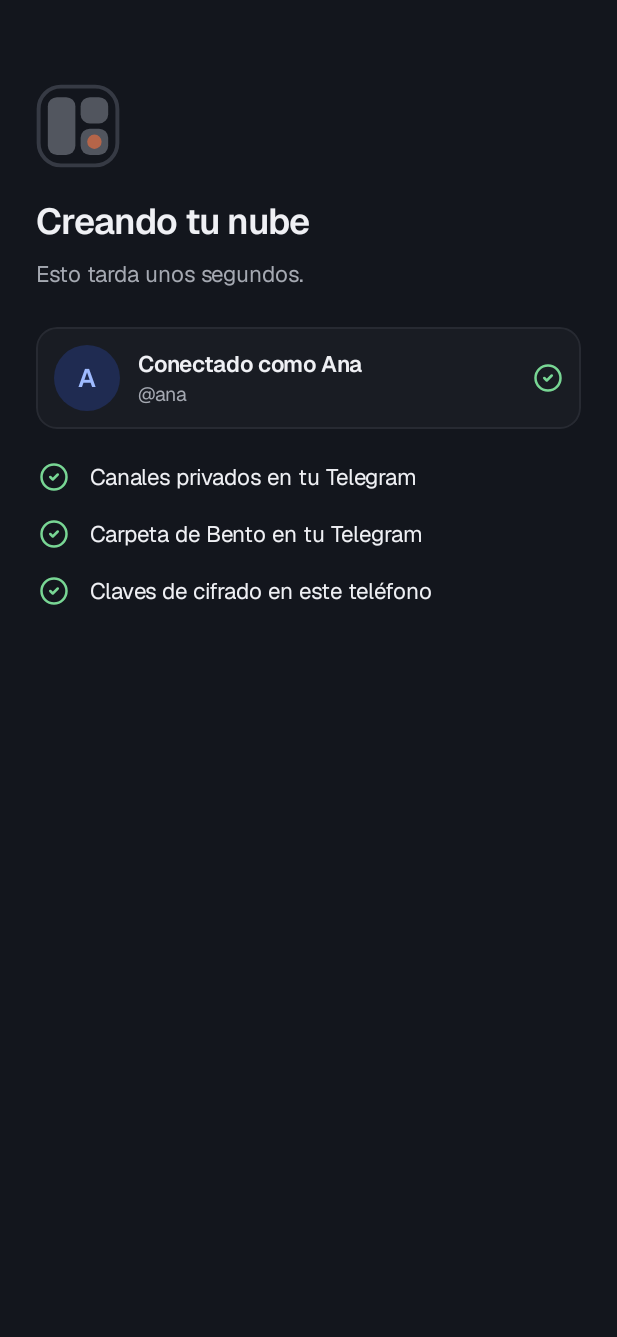 Creando tu nube
Esto tarda unos segundos.
A
Conectado como Ana
@ana
Canales privados en tu Telegram
Carpeta de Bento en tu Telegram
Claves de cifrado en este teléfono